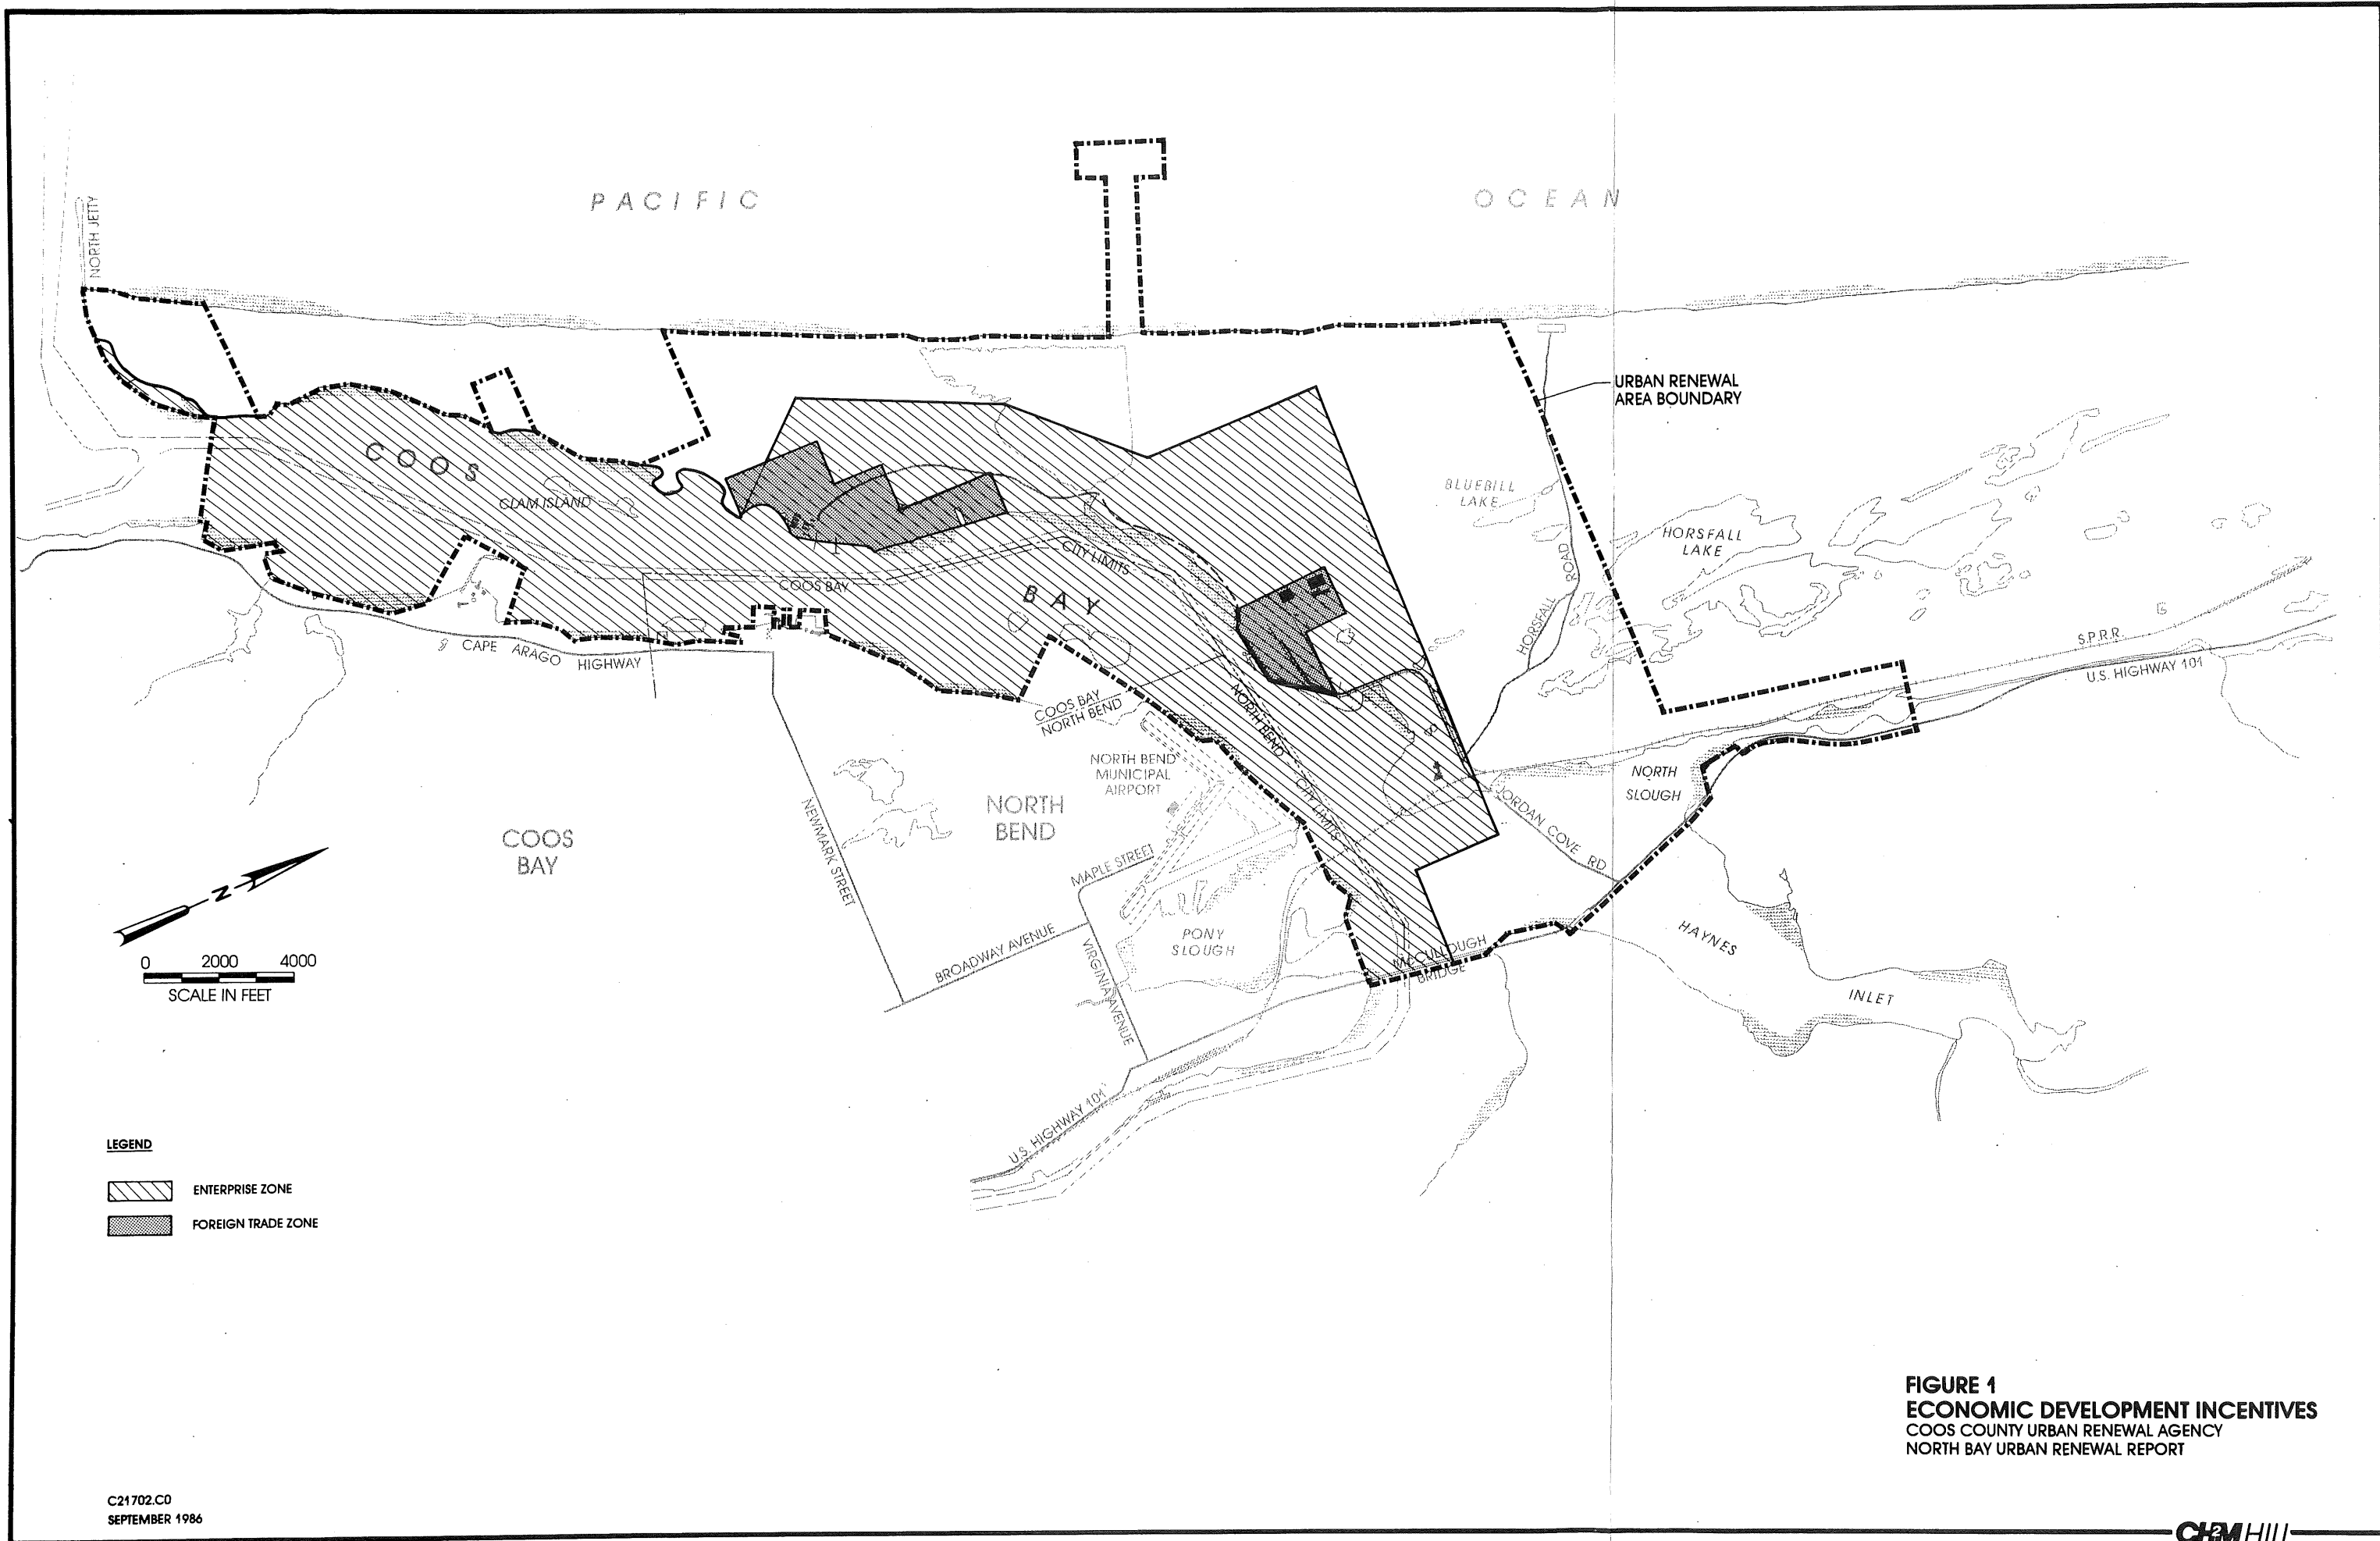 PACIFIC OCEAN
NORTH JETTY
URBAN RENEWAL
AREA BOUNDARY
COOS
CLAM ISLAND
BLUEBILL
LAKE
HORSFALL
LAKE
CITY LIMITS
COOS BAY
BAY
HORSFALL ROAD
S.P.R.R.
U.S. HIGHWAY 101
CAPE ARAGO HIGHWAY
COOS BAY
NORTH BEND
NORTH BEND CITY LIMITS
NORTH BEND
MUNICIPAL
AIRPORT
NORTH
SLOUGH
JORDAN COVE RD
NEWMARK STREET
NORTH
BEND
COOS
BAY
MAPLE STREET
N
BROADWAY AVENUE
VIRGINIA AVENUE
PONY
SLOUGH
MCCULLOUGH
BRIDGE
HAYNES
INLET
0 2000 4000
SCALE IN FEET
U.S. HIGHWAY 101
LEGEND
ENTERPRISE ZONE
FOREIGN TRADE ZONE
FIGURE 1
ECONOMIC DEVELOPMENT INCENTIVES
COOS COUNTY URBAN RENEWAL AGENCY
NORTH BAY URBAN RENEWAL REPORT
C21702.C0
SEPTEMBER 1986
CH2M HILL